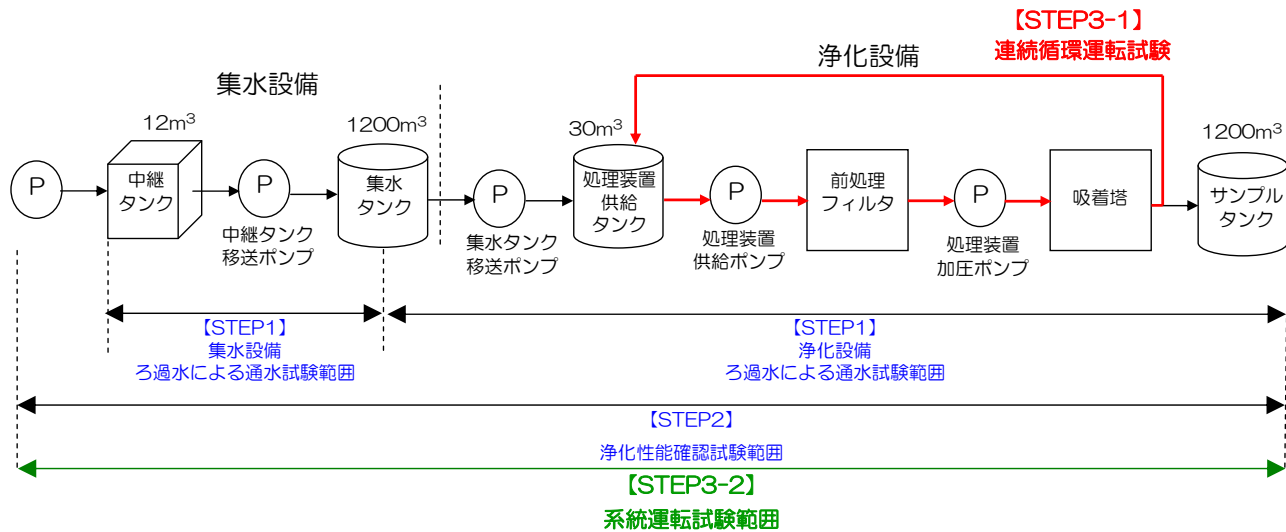 【STEP3-1】
連続循環運転試験
集水設備
浄化設備
12m³
1200m³
30m³
1200m³
P
中継
タンク
P
中継タンク
移送ポンプ
集水
タンク
P
集水タンク
移送ポンプ
処理装置
供給
タンク
P
処理装置
供給ポンプ
前処理
フィルタ
P
処理装置
加圧ポンプ
吸着塔
サンプル
タンク
【STEP1】
集水設備
ろ過水による通水試験範囲
【STEP1】
浄化設備
ろ過水による通水試験範囲
【STEP2】
浄化性能確認試験範囲
【STEP3-2】
系統運転試験範囲